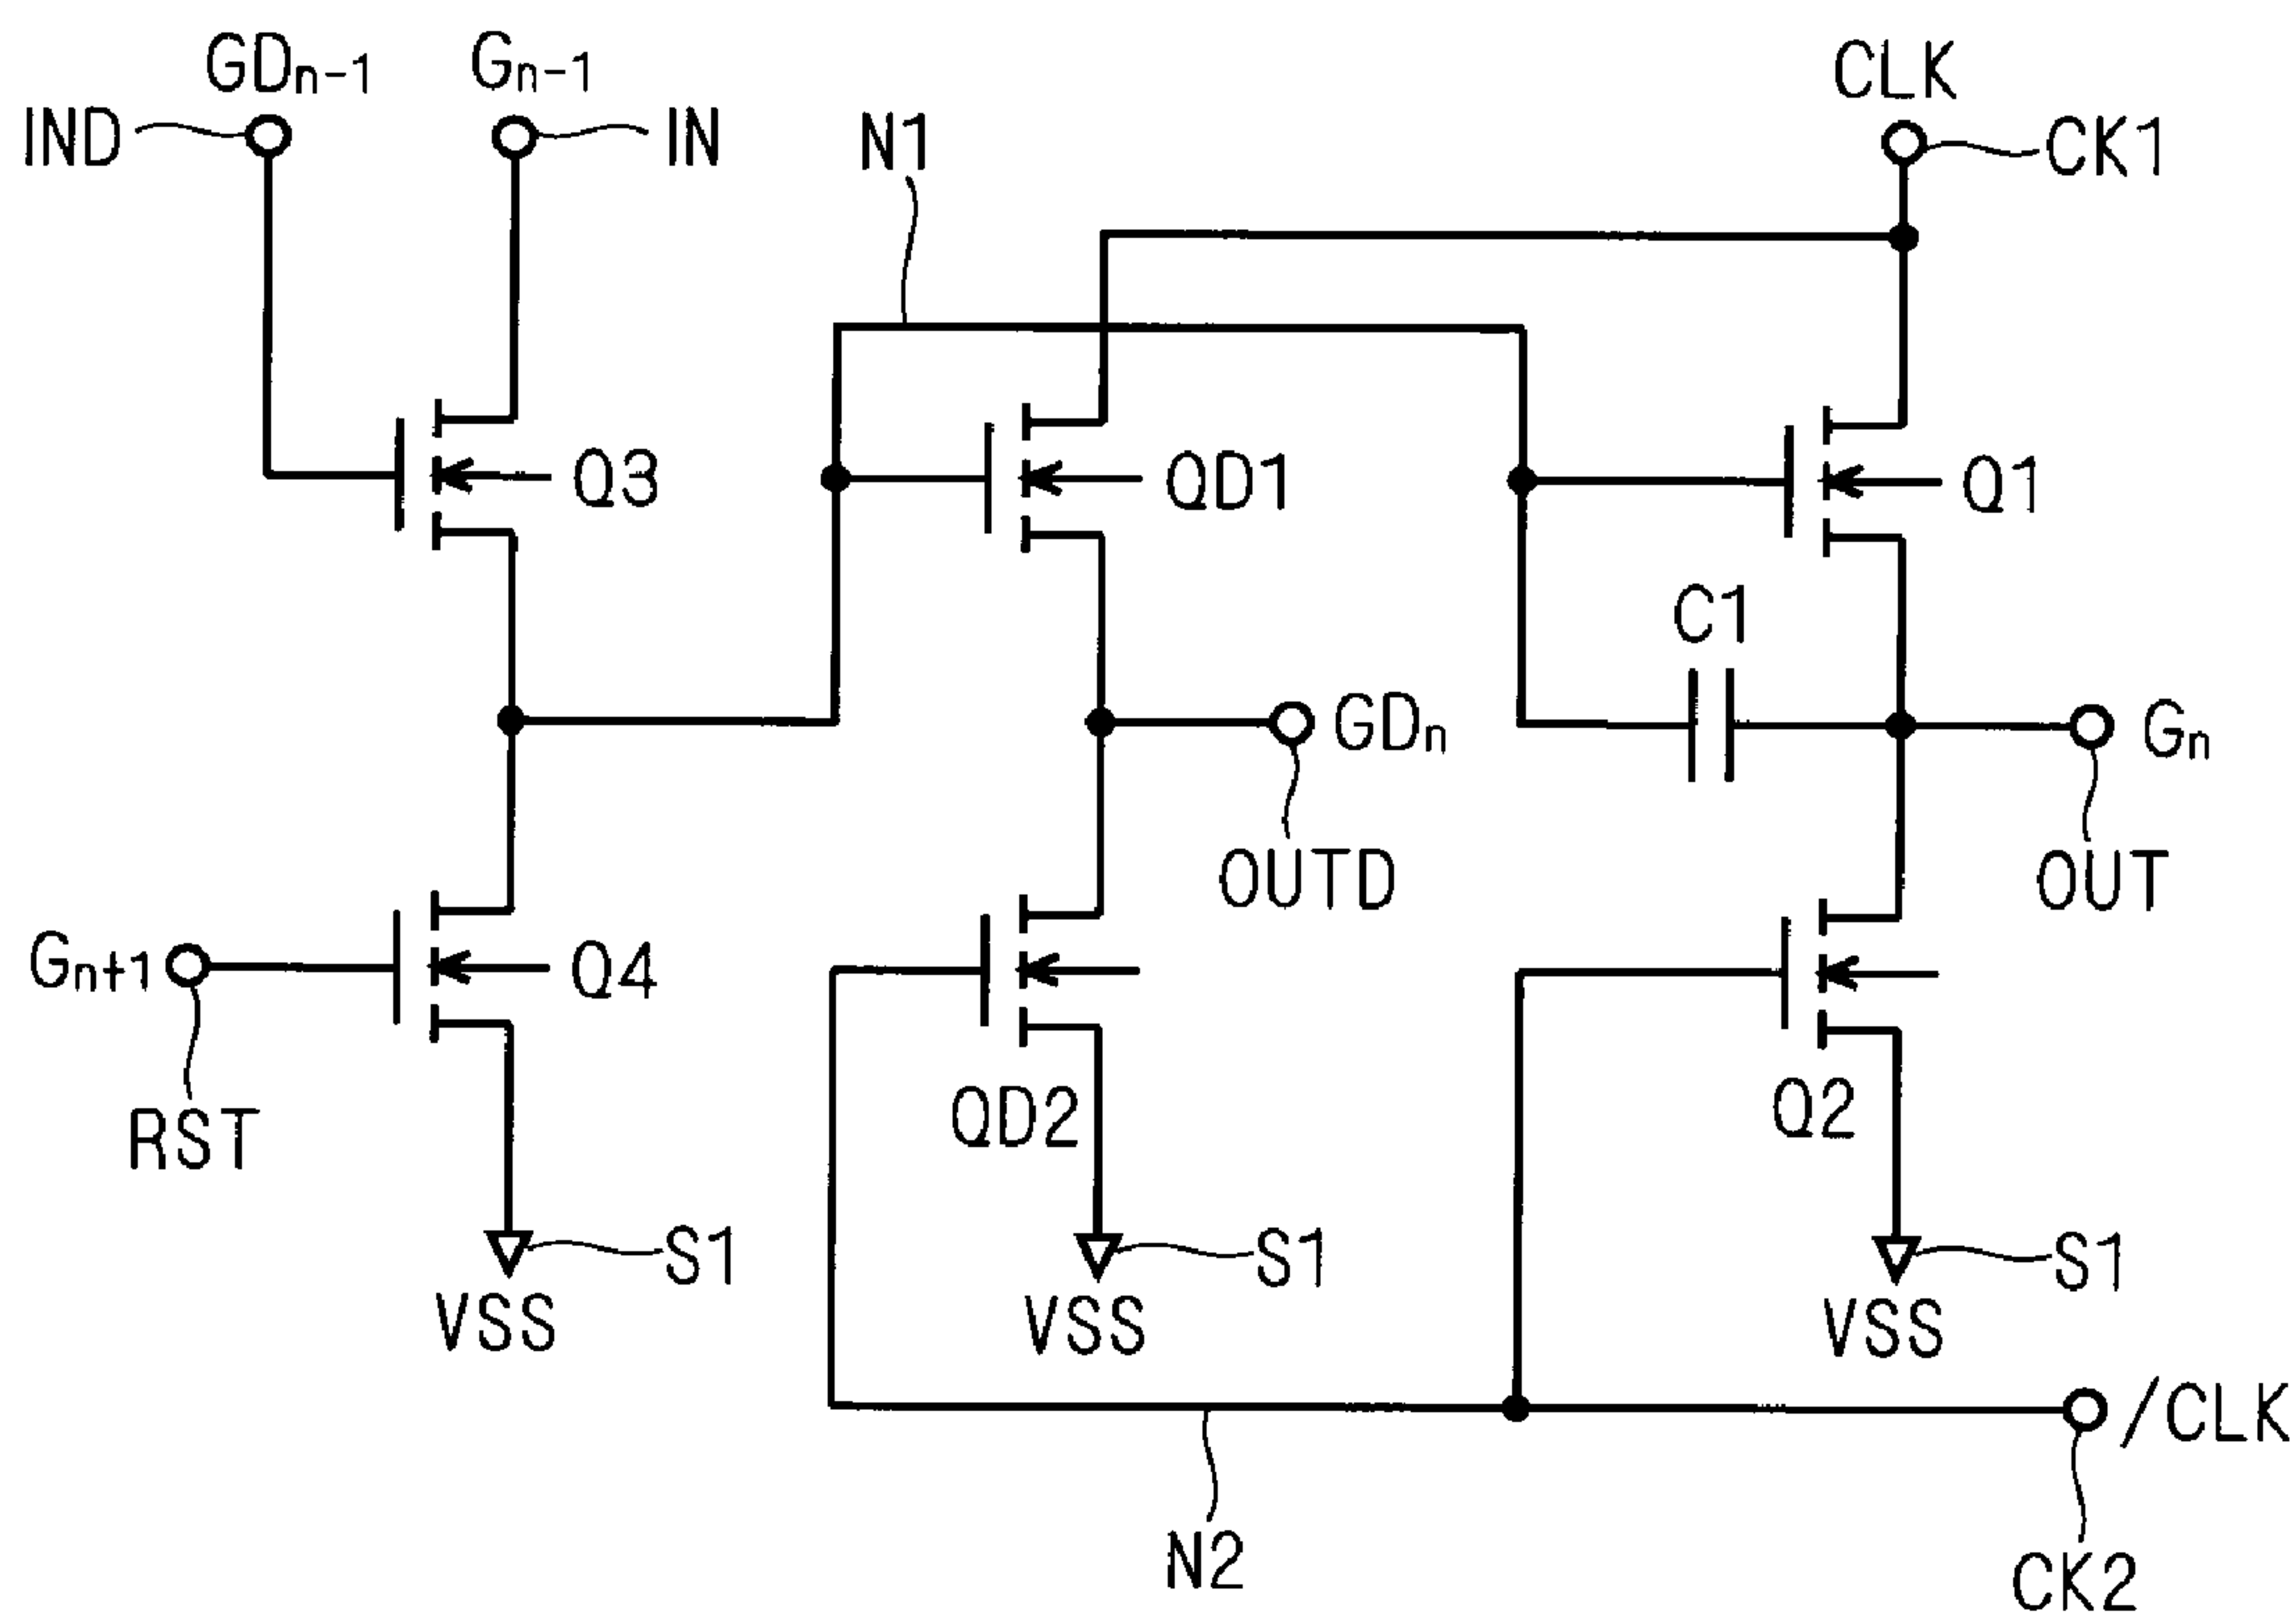 GDn-1
Gn-1
CLK
IND
IN
N1
CK1
Q3
QD1
Q1
C1
GDn
Gn
OUTD
OUT
Gn+1
Q4
QD2
Q2
RST
S1
S1
S1
VSS
VSS
VSS
/CLK
N2
CK2